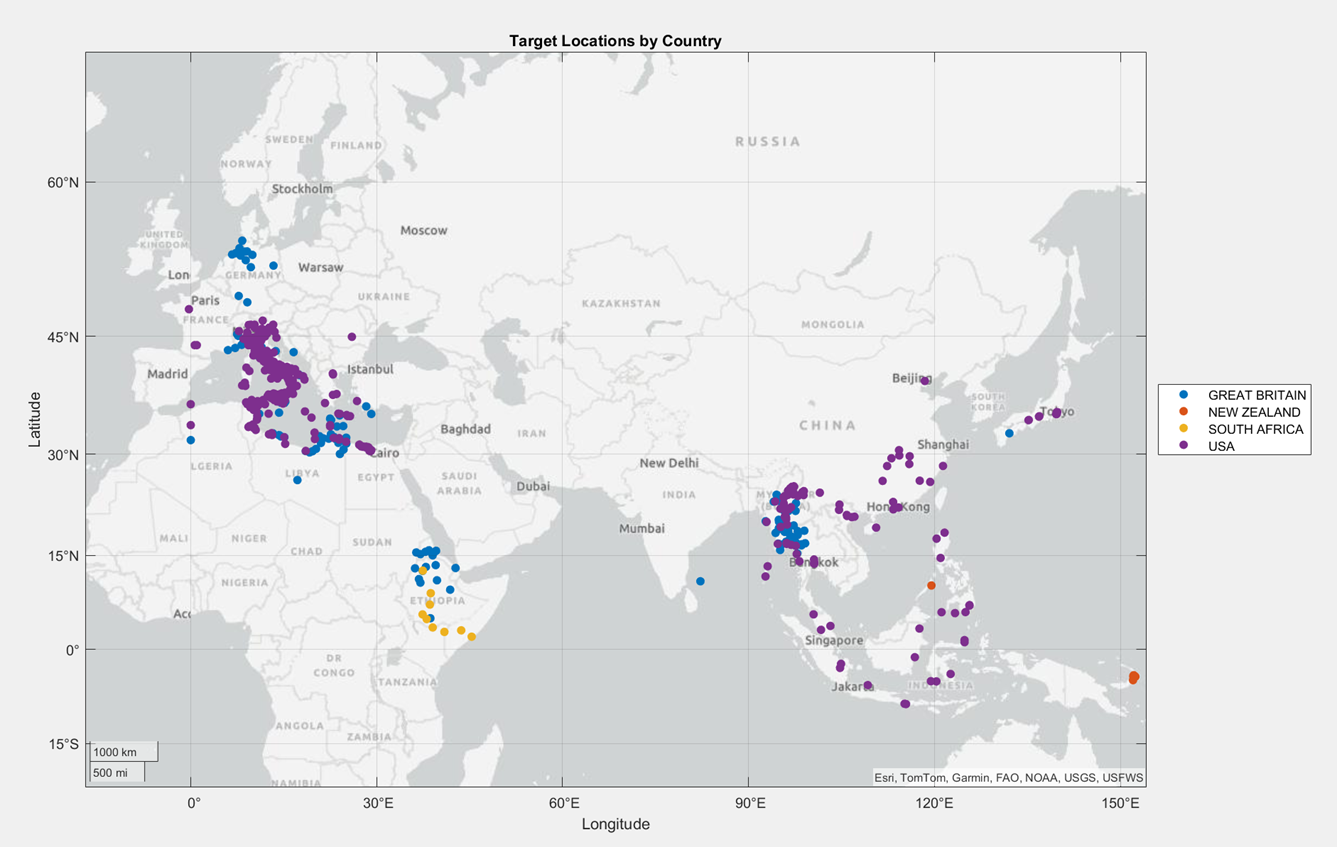 Target Locations by Country
SWEDEN
FINLAND
RUSSIA
NORWAY
60°N
Stockholm
Moscow
UNITED
KINGDOM
Lon
GERMANY
Warsaw
Paris
UKRAINE
KAZAKHSTAN
FRANCE
MONGOLIA
45°N
Madrid
Istanbul
Beijing
SOUTH
KOREA
Tokyo
GREAT BRITAIN
NEW ZEALAND
SOUTH AFRICA
USA
Latitude
Baghdad
IRAN
CHINA
Shanghai
30°N
Cairo
LGERIA
LIBYA
EGYPT
SAUDI
ARABIA
Dubai
New Delhi
INDIA
Hong Kong
Mumbai
MALI
NIGER
CHAD
SUDAN
15°N
Bangkok
NIGERIA
ETHIOPIA
Acc
0°
Singapore
DR
CONGO
TANZANIA
Jakarta
INDONESIA
ANGOLA
ZAMBIA
15°S
1000 km
500 mi
NAMIBIA
Esri, TomTom, Garmin, FAO, NOAA, USGS, USFWS
0°
30°E
60°E
90°E
120°E
150°E
Longitude